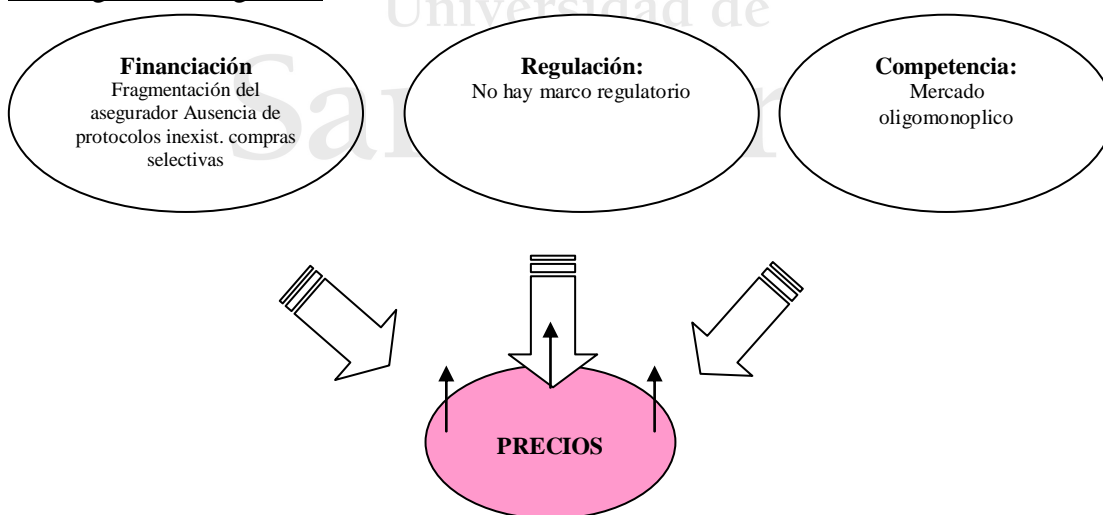 Universidad de
San
Financiación
Fragmentación del
asegurador Ausencia de
protocolos inexist. compras
selectivas
Regulación:
No hay marco regulatorio
Competencia:
Mercado
oligomonoplico
PRECIOS